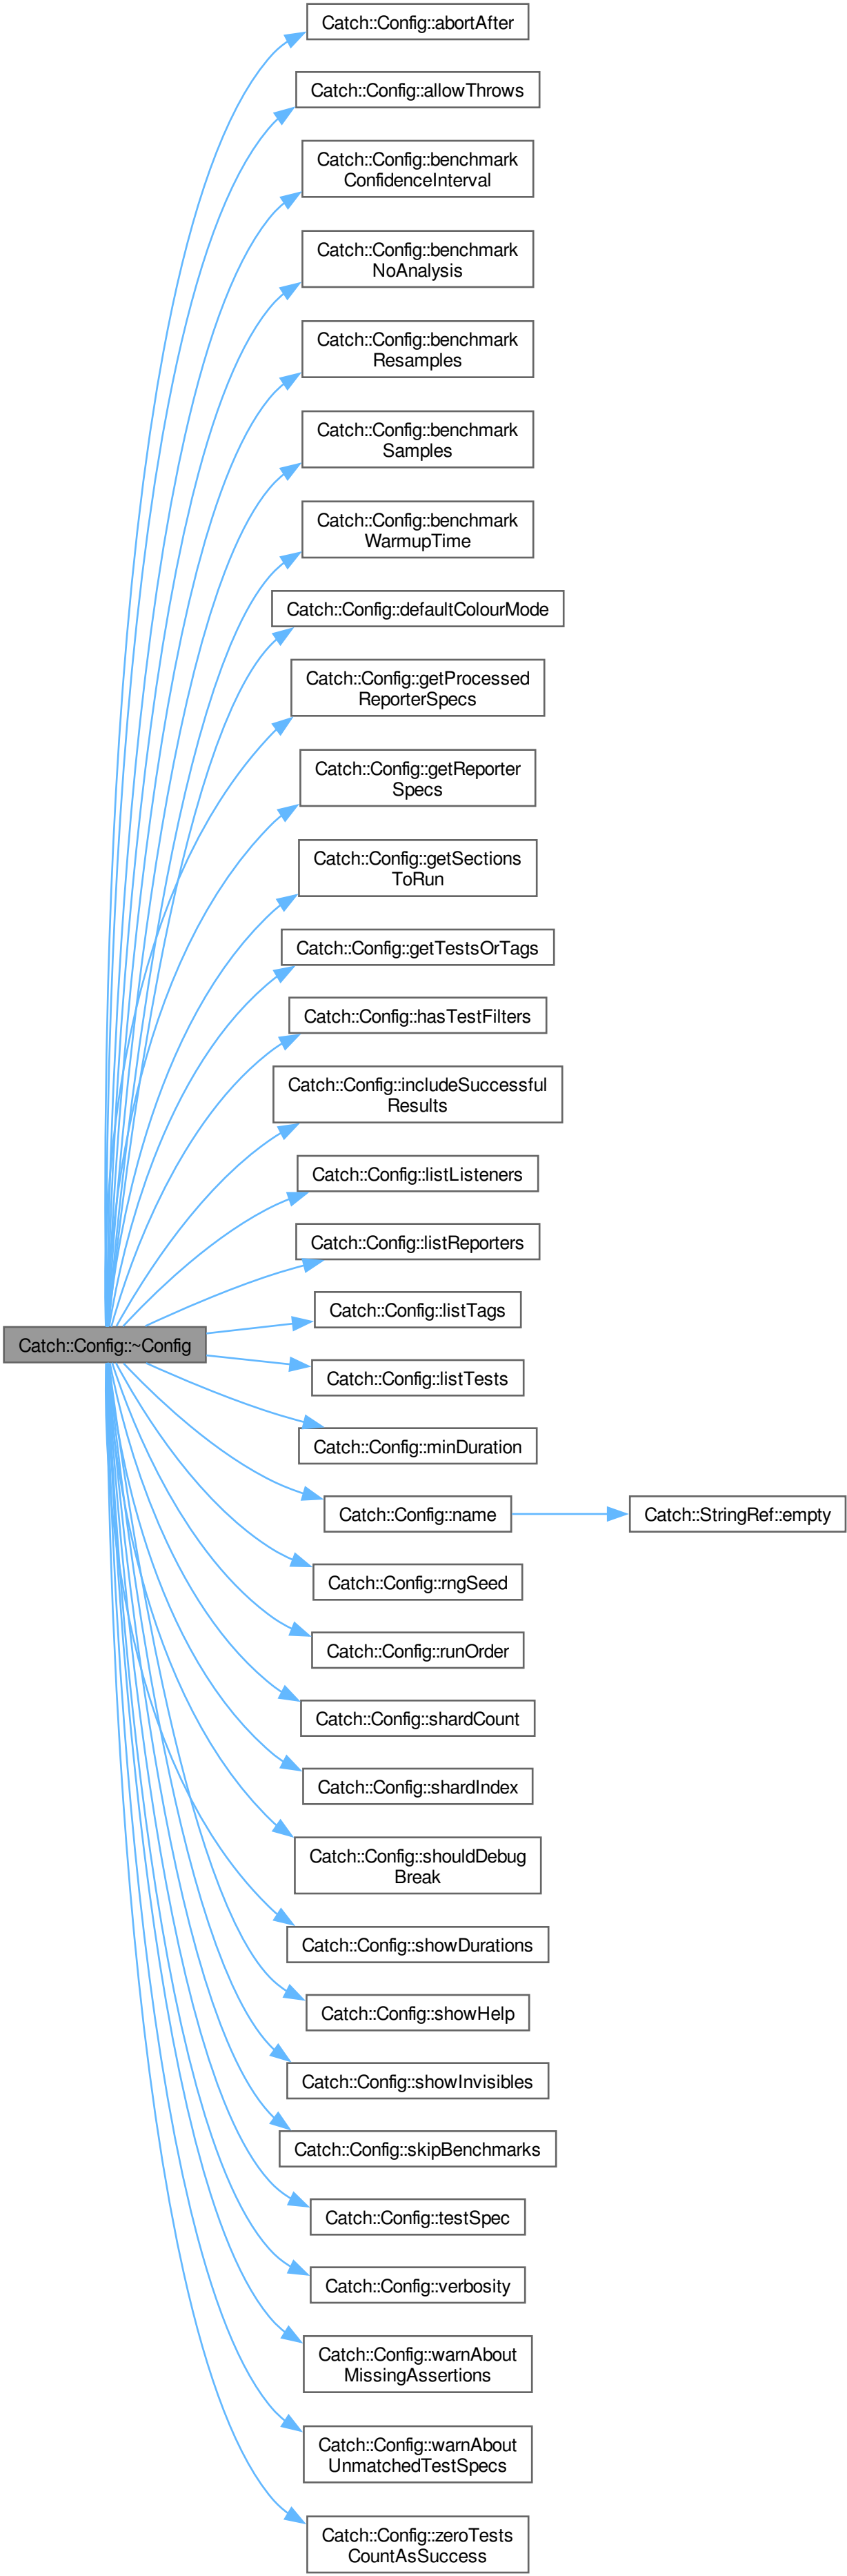 Catch::Config::abortAfter
Catch::Config::allowThrows
Catch::Config::benchmark
ConfidenceInterval
Catch::Config::benchmark
NoAnalysis
Catch::Config::benchmark
Resamples
Catch::Config::benchmark
Samples
Catch::Config::benchmark
WarmupTime
Catch::Config::defaultColourMode
Catch::Config::getProcessed
ReporterSpecs
Catch::Config::getReporter
Specs
Catch::Config::getSections
ToRun
Catch::Config::getTestsOrTags
Catch::Config::hasTestFilters
Catch::Config::includeSuccessful
Results
Catch::Config::listListeners
Catch::Config::listReporters
Catch::Config::listTags
Catch::Config::~Config
Catch::Config::listTests
Catch::Config::minDuration
Catch::Config::name
Catch::StringRef::empty
Catch::Config::rngSeed
Catch::Config::runOrder
Catch::Config::shardCount
Catch::Config::shardIndex
Catch::Config::shouldDebug
Break
Catch::Config::showDurations
Catch::Config::showHelp
Catch::Config::showInvisibles
Catch::Config::skipBenchmarks
Catch::Config::testSpec
Catch::Config::verbosity
Catch::Config::warnAbout
MissingAssertions
Catch::Config::warnAbout
UnmatchedTestSpecs
Catch::Config::zeroTests
CountAsSuccess